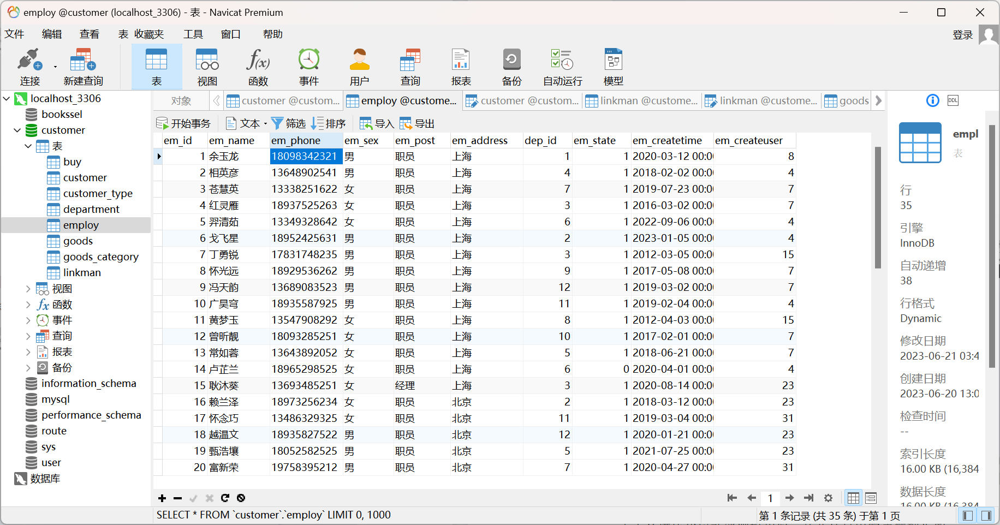 employ @customer (localhost_3306) - 表 - Navicat Premium
文件 编辑 查看 表 收藏夹 工具 窗口 帮助 登录
连接 新建查询 表 视图 函数 事件 用户 查询 报表 备份 自动运行 模型
对象 customer @custom... employ @custome... customer @custom... linkman @custome... linkman @custome... goods DDL
开始事务 文本 筛选 排序 导入 导出
localhost_3306
bookssel
customer
表
buy
customer
customer_type
department
employ
goods
goods_category
linkman
视图
函数
事件
查询
报表
备份
information_schema
mysql
performance_schema
route
sys
user
数据库
em_id em_name em_phone em_sex em_post em_address dep_id em_state em_createtime em_createuser
1 余玉龙 18098342321 男 职员 上海 1 1 2020-03-12 00:0 8
2 相英彦 13648902541 男 职员 上海 4 1 2018-02-02 00:0 4
3 苍慧英 13338251622 女 职员 上海 7 1 2019-07-23 00:0 7
4 红灵雁 18937525263 女 职员 上海 3 1 2016-03-02 00:0 7
5 羿清茹 13349328642 女 职员 上海 6 1 2022-09-06 00:0 4
6 戈飞星 18952425631 男 职员 上海 2 1 2023-01-05 00:0 4
7 丁勇锐 17831748235 男 职员 上海 3 1 2012-03-05 00:0 15
8 怀光远 18929536262 男 职员 上海 9 1 2017-05-08 00:0 7
9 冯天韵 13689083523 男 职员 上海 12 1 2019-03-02 00:0 7
10 广昊穹 18935587925 男 职员 上海 11 1 2019-02-04 00:0 4
11 黄梦玉 13547908292 女 职员 上海 8 1 2012-04-03 00:0 15
12 曾昕靓 18093285251 女 职员 上海 10 1 2017-02-01 00:0 7
13 常如蓉 13643892052 女 职员 上海 5 1 2018-06-21 00:0 7
14 卢芷兰 18965298525 女 职员 上海 6 0 2020-04-01 00:0 4
15 耿沐葵 13693485251 女 经理 上海 3 1 2020-08-14 00:0 23
16 赖兰泽 18973256234 女 职员 北京 2 1 2018-03-12 00:0 23
17 怀念巧 13486329325 女 职员 北京 11 1 2019-03-04 00:0 31
18 越温文 18935827522 男 职员 北京 12 1 2020-01-21 00:0 23
19 甄浩壤 18052582525 男 职员 北京 5 1 2021-07-25 00:0 23
20 富新荣 19758395212 男 职员 北京 7 1 2020-04-27 00:0 31
empl
表
行
35
引擎
InnoDB
自动递增
38
行格式
Dynamic
修改日期
2023-06-21 03:4
创建日期
2023-06-20 13:0
检查时间
--
索引长度
16.00 KB (16,384
数据长度
16.00 KB (16,384
1
SELECT * FROM `customer`.`employ` LIMIT 0, 1000
第 1 条记录 (共 35 条) 于第 1 页